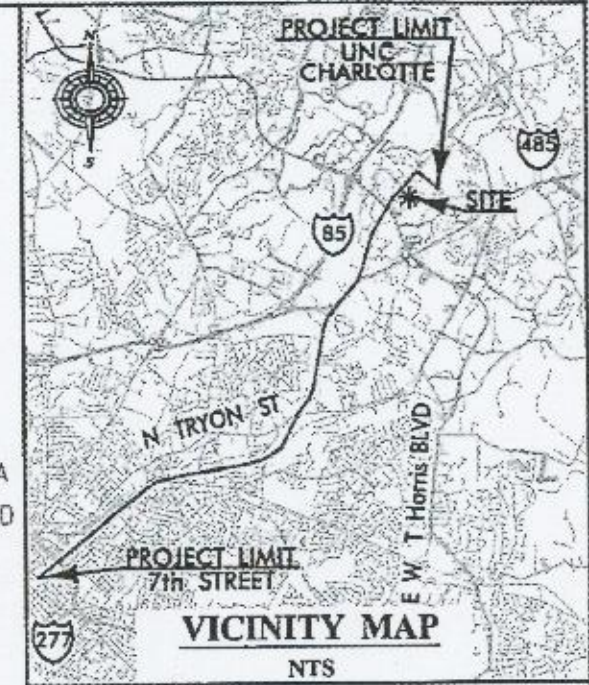 N
S
PROJECT LIMIT
UNC
CHARLOTTE
485
SITE
85
N TRYON ST
E W T Harris BLVD
A
D
PROJECT LIMIT
7th STREET
277
VICINITY MAP
NTS